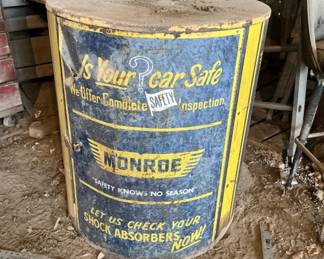 Is Your ? car Safe
We Offer Complete SAFETY Inspection
MONROE
"SAFETY KNOWS NO SEASON"
LET US CHECK YOUR
SHOCK ABSORBERS NOW!